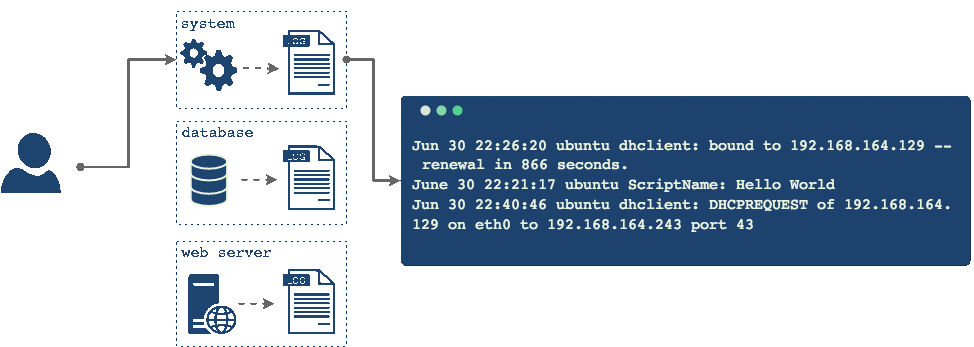 system
LOG
database
LOG
web server
LOG
Jun 30 22:26:20 ubuntu dhclient: bound to 192.168.164.129 --
renewal in 866 seconds.
June 30 22:21:17 ubuntu ScriptName: Hello World
Jun 30 22:40:46 ubuntu dhclient: DHCPREQUEST of 192.168.164.
129 on eth0 to 192.168.164.243 port 43